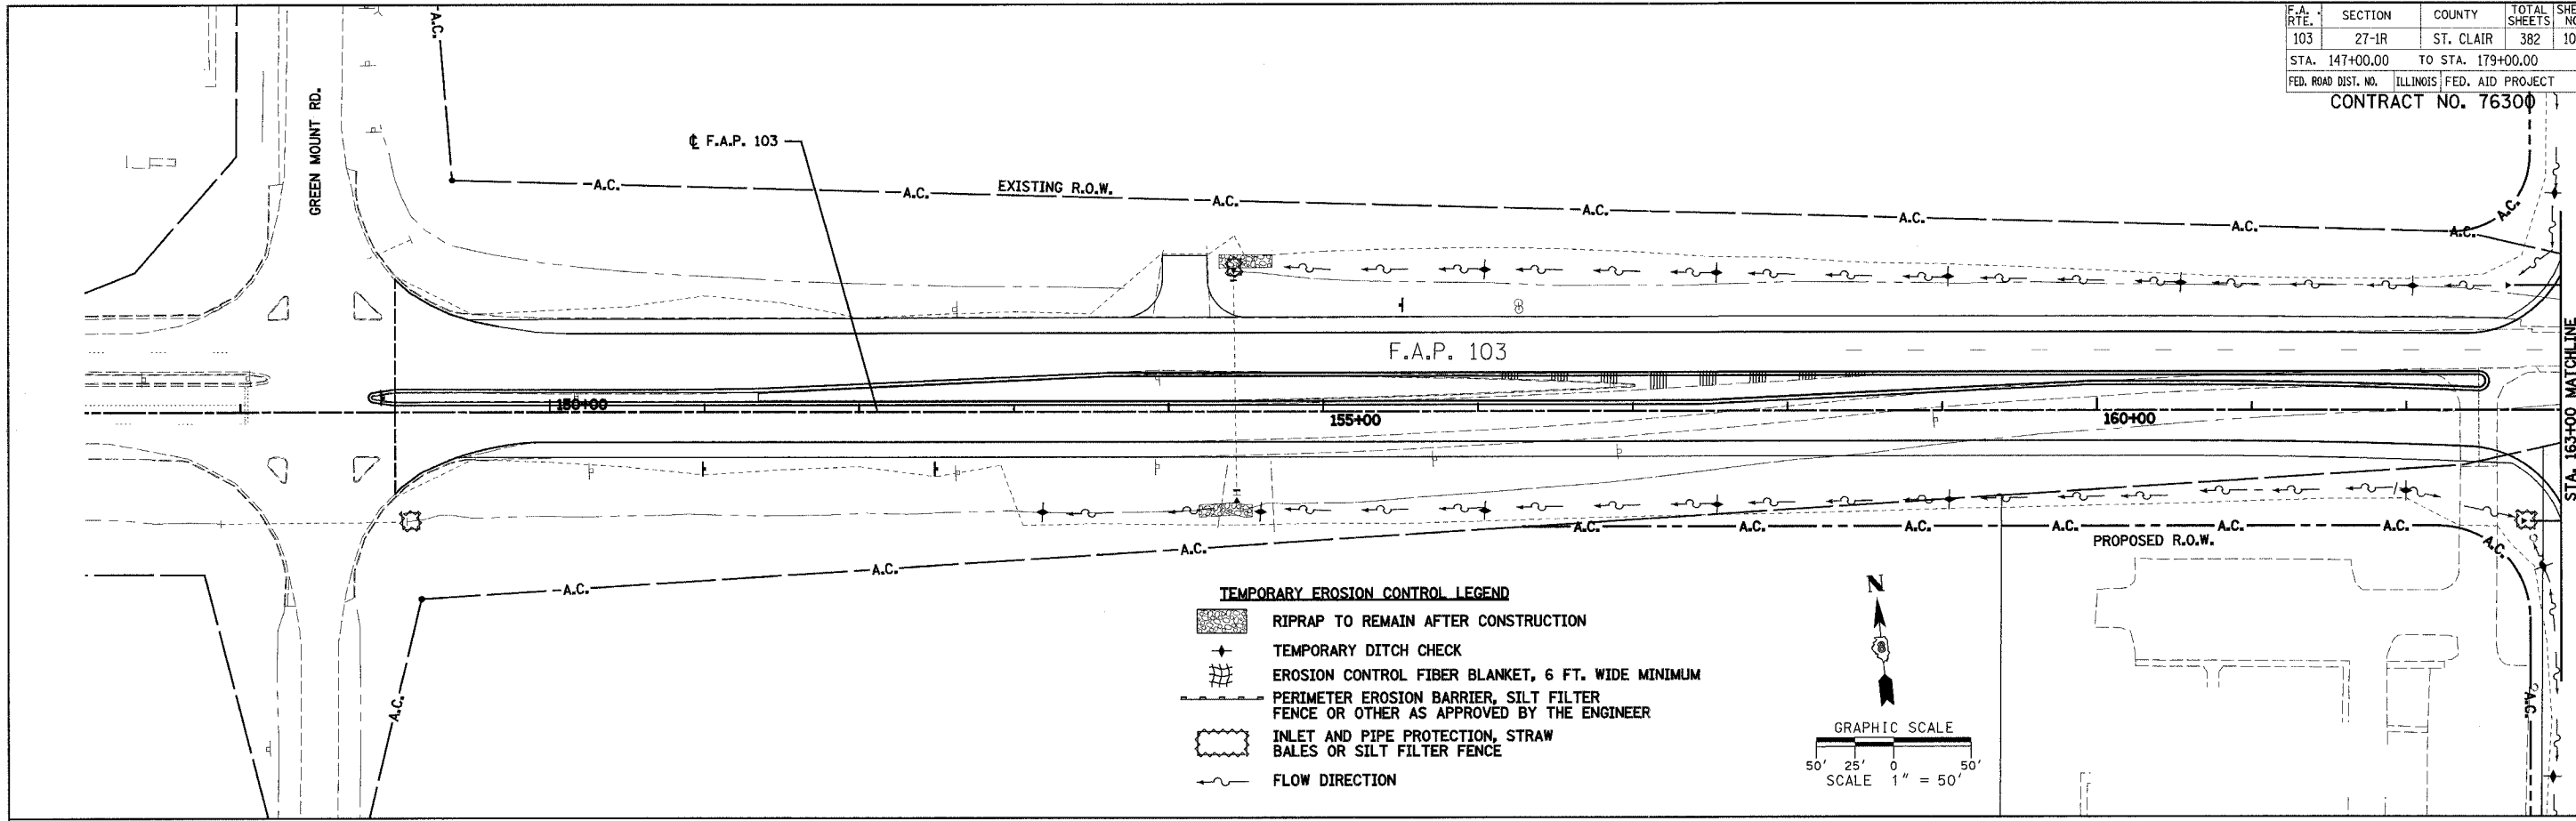 F.A. RTE. SECTION COUNTY TOTAL SHEETS
103 27-1R ST. CLAIR 382 10
STA. 147+00.00 TO STA. 179+00.00
FED. ROAD DIST. NO. ILLINOIS FED. AID PROJECT
CONTRACT NO. 76300
A.C.
GREEN MOUNT RD.
℄ F.A.P. 103
A.C. A.C. EXISTING R.O.W. A.C. A.C. A.C. A.C. A.C. A.C.
F.A.P. 103
150+00 155+00 160+00
STA. 163+00 MATCHLINE
A.C. A.C. A.C. A.C. A.C. A.C. A.C.
PROPOSED R.O.W.
A.C. A.C. A.C. A.C. A.C.
A.C.
TEMPORARY EROSION CONTROL LEGEND
RIPRAP TO REMAIN AFTER CONSTRUCTION
TEMPORARY DITCH CHECK
EROSION CONTROL FIBER BLANKET, 6 FT. WIDE MINIMUM
PERIMETER EROSION BARRIER, SILT FILTER
FENCE OR OTHER AS APPROVED BY THE ENGINEER
INLET AND PIPE PROTECTION, STRAW
BALES OR SILT FILTER FENCE
FLOW DIRECTION
N
GRAPHIC SCALE
50' 25' 0 50'
SCALE 1" = 50'